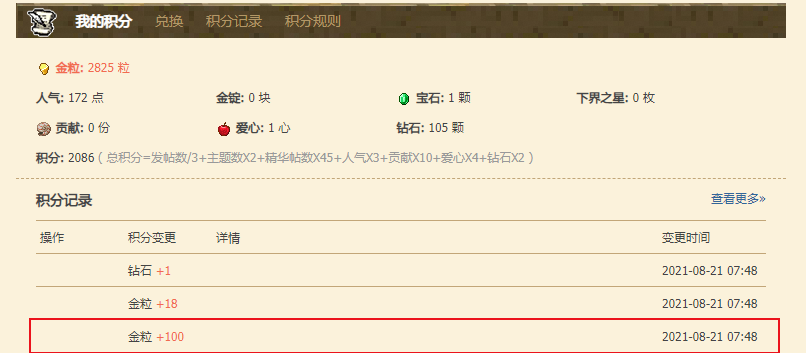 我的积分 兑换 积分记录 积分规则
金粒: 2825 粒
人气: 172 点 金锭: 0 块 宝石: 1 颗 下界之星: 0 枚
贡献: 0 份 爱心: 1 心 钻石: 105 颗
积分: 2086 ( 总积分=发帖数/3+主题数X2+精华帖数X45+人气X3+贡献X10+爱心X4+钻石X2 )
积分记录 查看更多»
操作 积分变更 详情 变更时间
钻石 +1 2021-08-21 07:48
金粒 +18 2021-08-21 07:48
金粒 +100 2021-08-21 07:48